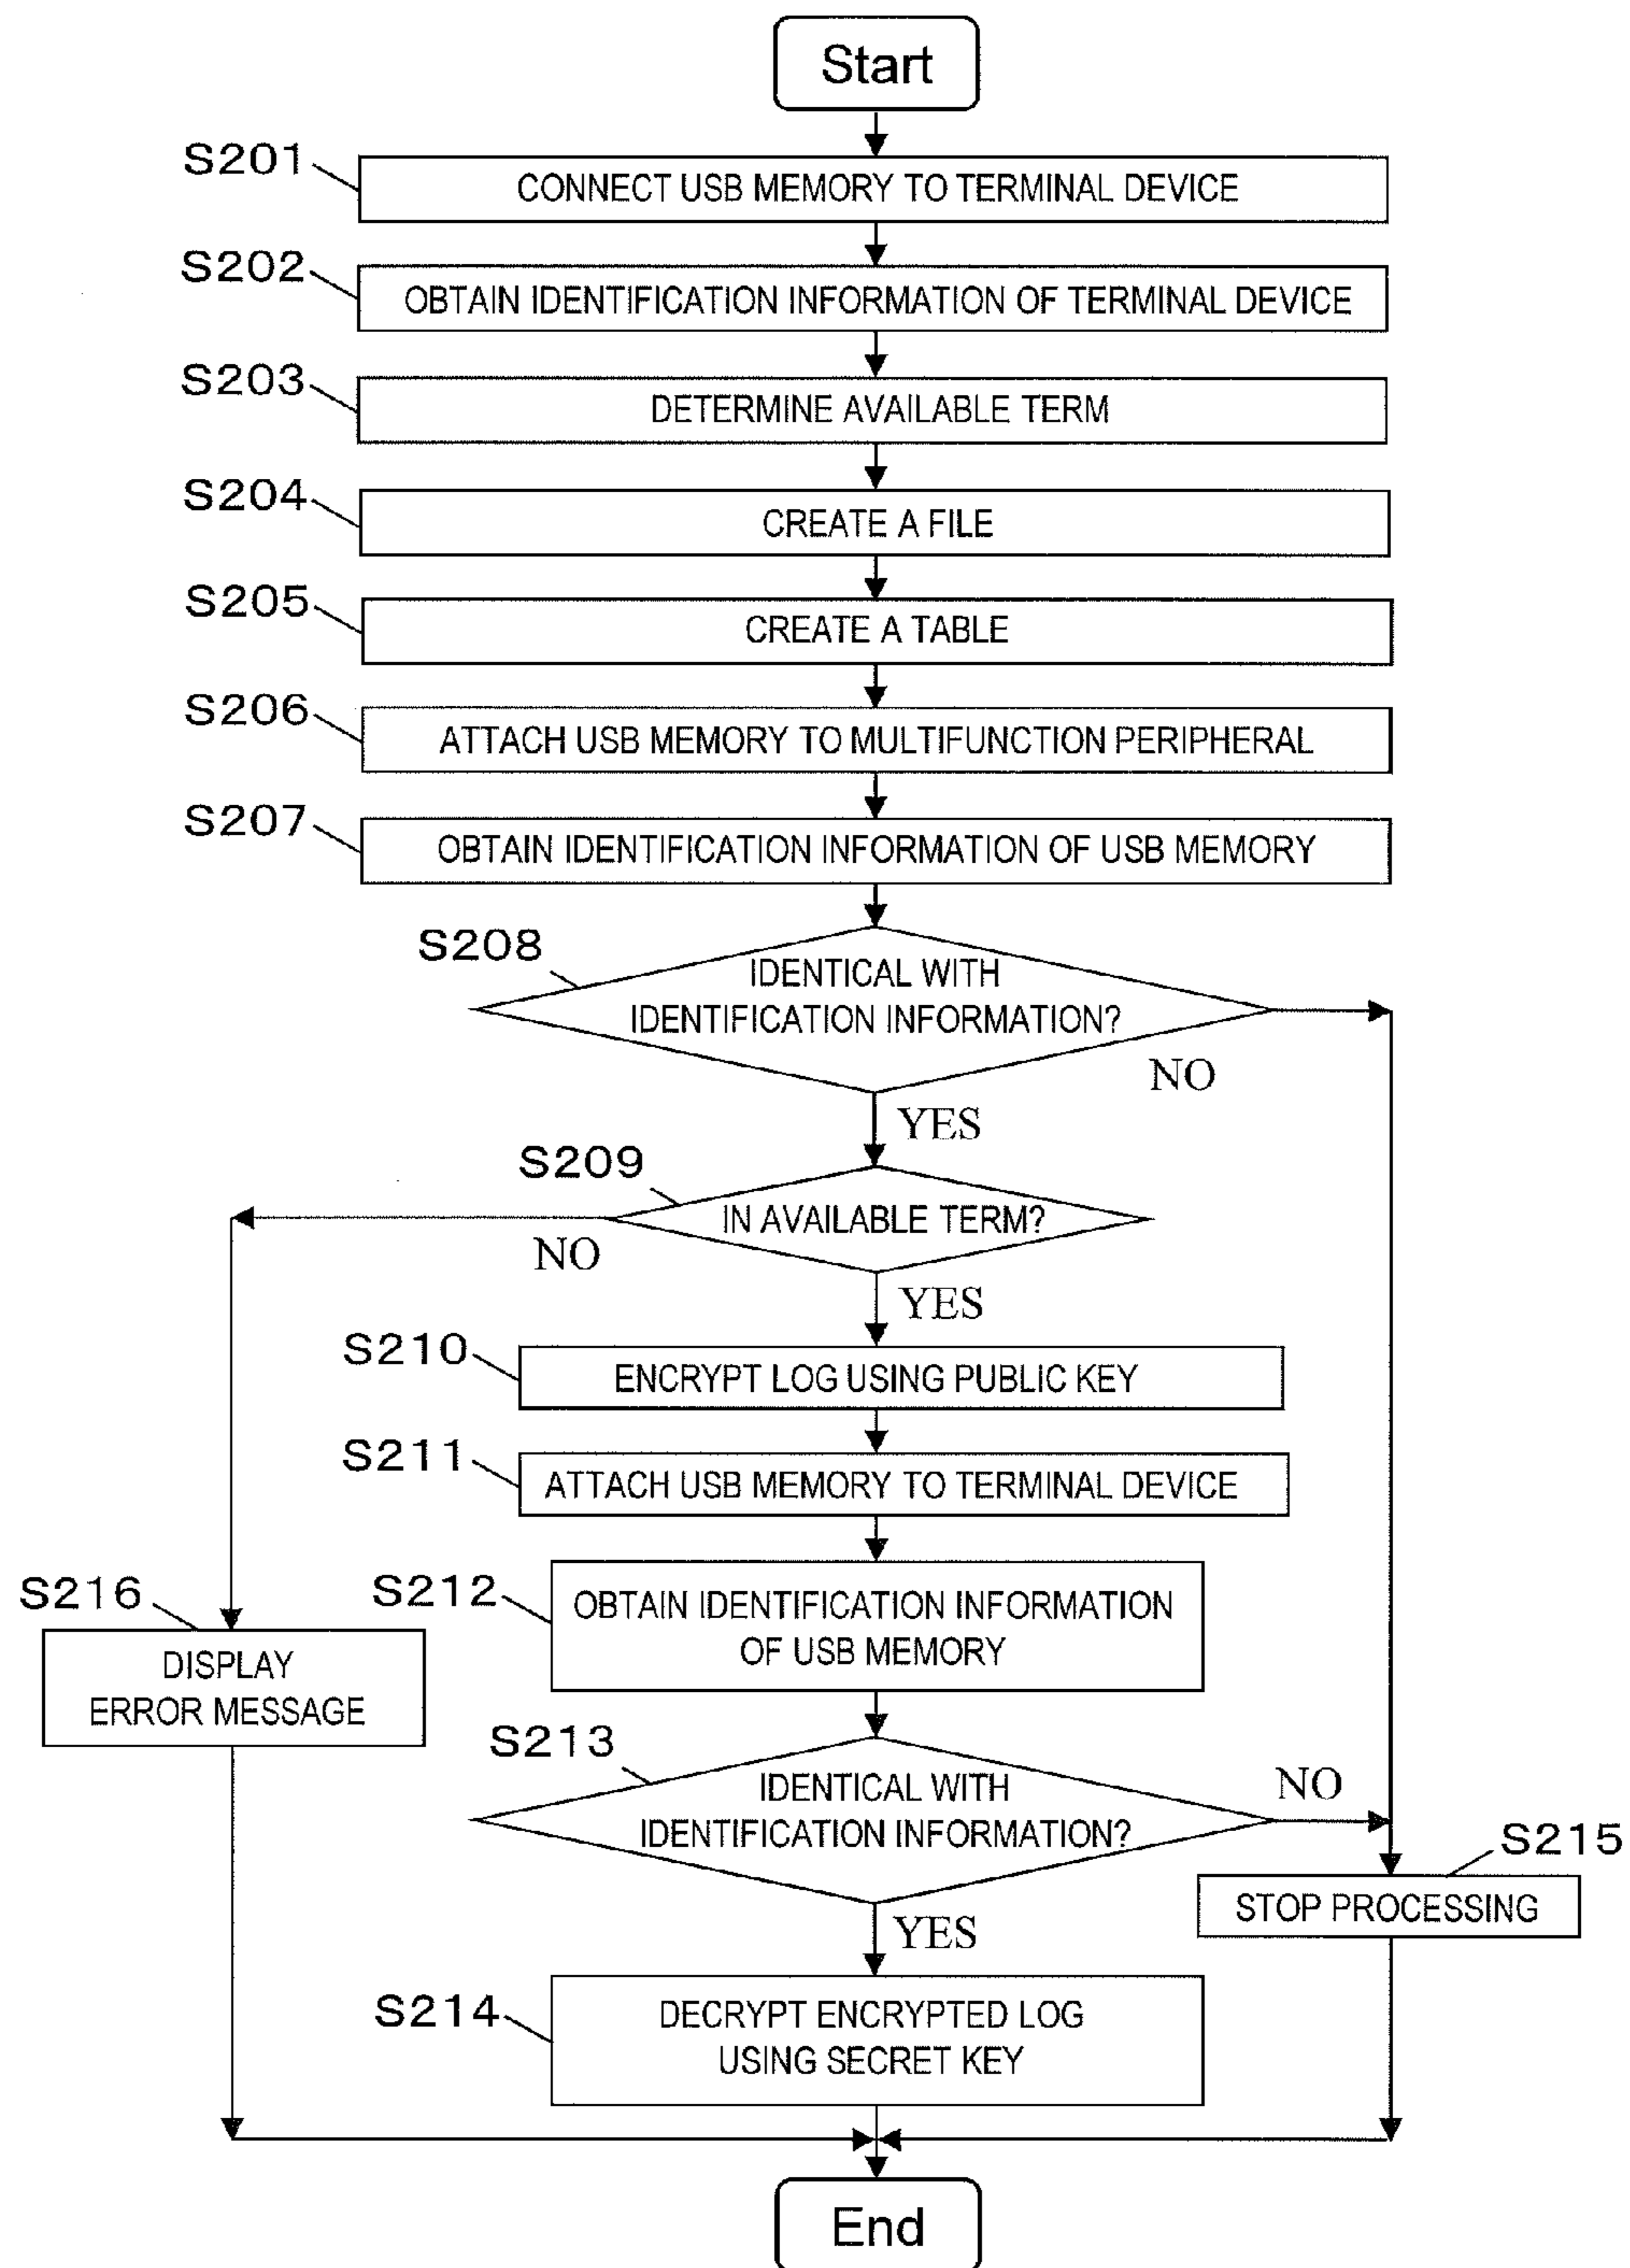 Start
S201
CONNECT USB MEMORY TO TERMINAL DEVICE
S202
OBTAIN IDENTIFICATION INFORMATION OF TERMINAL DEVICE
S203
DETERMINE AVAILABLE TERM
S204
CREATE A FILE
S205
CREATE A TABLE
S206
ATTACH USB MEMORY TO MULTIFUNCTION PERIPHERAL
S207
OBTAIN IDENTIFICATION INFORMATION OF USB MEMORY
S208
IDENTICAL WITH
IDENTIFICATION INFORMATION?
NO
YES
S209
IN AVAILABLE TERM?
NO
YES
S210
ENCRYPT LOG USING PUBLIC KEY
S211
ATTACH USB MEMORY TO TERMINAL DEVICE
S212
OBTAIN IDENTIFICATION INFORMATION
OF USB MEMORY
S216
DISPLAY
ERROR MESSAGE
S213
IDENTICAL WITH
IDENTIFICATION INFORMATION?
NO
YES
S215
STOP PROCESSING
S214
DECRYPT ENCRYPTED LOG
USING SECRET KEY
End